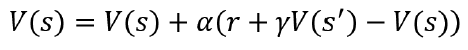 V(s) = V(s) + α(r + γV(s′) − V(s))